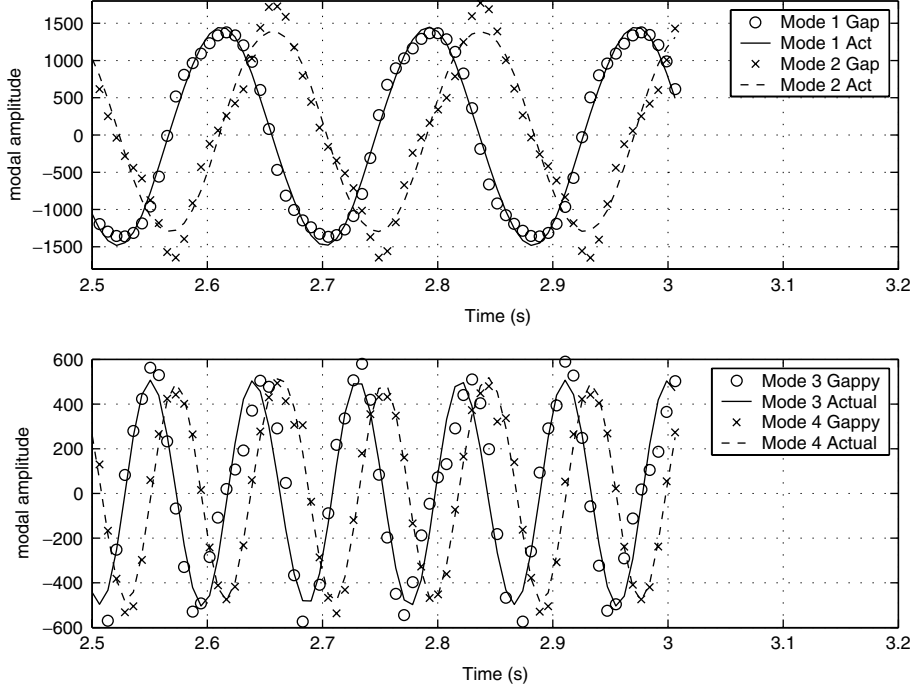 1500
1000
500
0
−500
−1000
−1500
modal amplitude
Mode 1 Gap
Mode 1 Act
Mode 2 Gap
Mode 2 Act
2.5 2.6 2.7 2.8 2.9 3 3.1 3.2
Time (s)
600
400
200
0
−200
−400
−600
modal amplitude
Mode 3 Gappy
Mode 3 Actual
Mode 4 Gappy
Mode 4 Actual
2.5 2.6 2.7 2.8 2.9 3 3.1 3.2
Time (s)